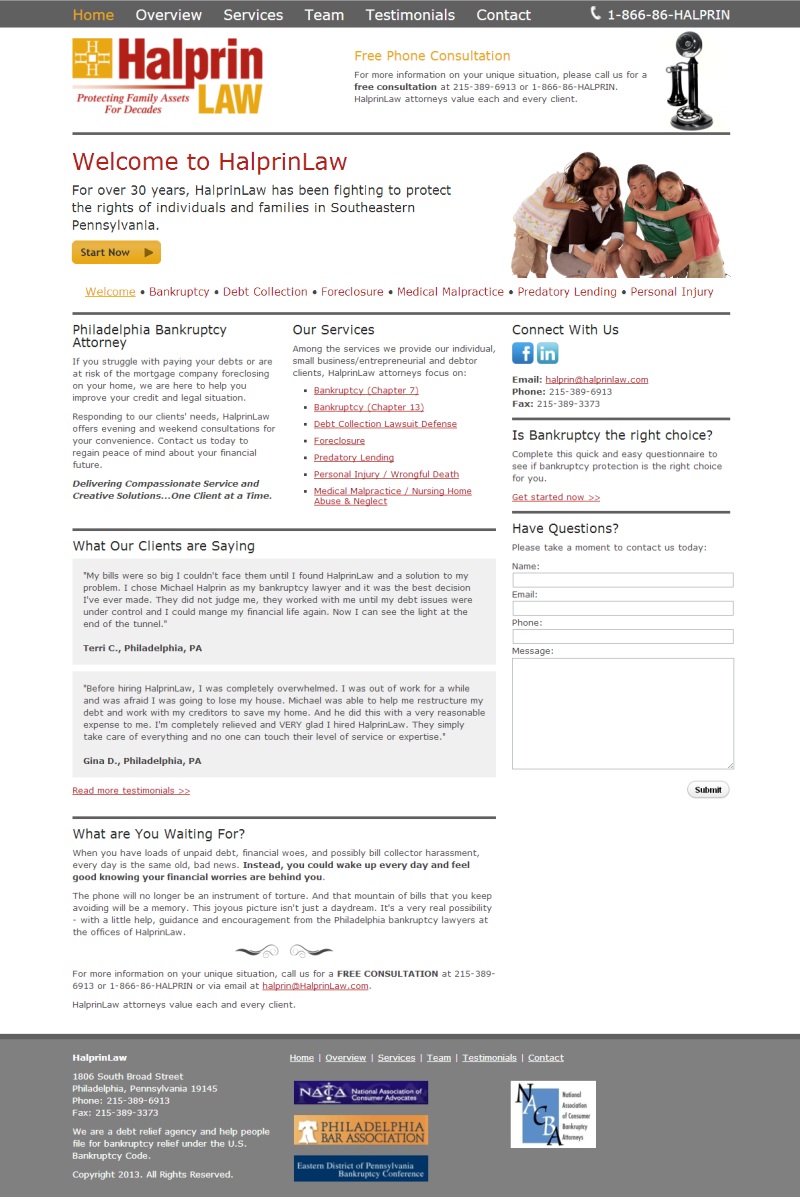 Home Overview Services Team Testimonials Contact 1-866-86-HALPRIN
Halprin
LAW
Protecting Family Assets
For Decades
Free Phone Consultation
For more information on your unique situation, please call us for a
free consultation at 215-389-6913 or 1-866-86-HALPRIN.
HalprinLaw attorneys value each and every client.
Welcome to HalprinLaw
For over 30 years, HalprinLaw has been fighting to protect
the rights of individuals and families in Southeastern
Pennsylvania.
Start Now
Welcome • Bankruptcy • Debt Collection • Foreclosure • Medical Malpractice • Predatory Lending • Personal Injury
Philadelphia Bankruptcy
Attorney
If you struggle with paying your debts or are
at risk of the mortgage company foreclosing
on your home, we are here to help you
improve your credit and legal situation.
Responding to our clients' needs, HalprinLaw
offers evening and weekend consultations for
your convenience. Contact us today to
regain peace of mind about your financial
future.
Delivering Compassionate Service and
Creative Solutions...One Client at a Time.
Our Services
Among the services we provide our individual,
small business/entrepreneurial and debtor
clients, HalprinLaw attorneys focus on:
Bankruptcy (Chapter 7)
Bankruptcy (Chapter 13)
Debt Collection Lawsuit Defense
Foreclosure
Predatory Lending
Personal Injury / Wrongful Death
Medical Malpractice / Nursing Home
Abuse & Neglect
Connect With Us
Email: halprin@halprinlaw.com
Phone: 215-389-6913
Fax: 215-389-3373
Is Bankruptcy the right choice?
Complete this quick and easy questionnaire to
see if bankruptcy protection is the right choice
for you.
Get started now >>
Have Questions?
Please take a moment to contact us today:
Name:
Email:
Phone:
Message:
Submit
What Our Clients are Saying
"My bills were so big I couldn't face them until I found HalprinLaw and a solution to my
problem. I chose Michael Halprin as my bankruptcy lawyer and it was the best decision
I've ever made. They did not judge me, they worked with me until my debt issues were
under control and I could mange my financial life again. Now I can see the light at the
end of the tunnel."
Terri C., Philadelphia, PA
"Before hiring HalprinLaw, I was completely overwhelmed. I was out of work for a while
and was afraid I was going to lose my house. Michael was able to help me restructure my
debt and work with my creditors to save my home. And he did this with a very reasonable
expense to me. I'm completely relieved and VERY glad I hired HalprinLaw. They simply
take care of everything and no one can touch their level of service or expertise."
Gina D., Philadelphia, PA
Read more testimonials >>
What are You Waiting For?
When you have loads of unpaid debt, financial woes, and possibly bill collector harassment,
every day is the same old, bad news. Instead, you could wake up every day and feel
good knowing your financial worries are behind you.
The phone will no longer be an instrument of torture. And that mountain of bills that you keep
avoiding will be a memory. This joyous picture isn't just a daydream. It's a very real possibility
- with a little help, guidance and encouragement from the Philadelphia bankruptcy lawyers at
the offices of HalprinLaw.
For more information on your unique situation, call us for a FREE CONSULTATION at 215-389-
6913 or 1-866-86-HALPRIN or via email at halprin@HalprinLaw.com.
HalprinLaw attorneys value each and every client.
HalprinLaw
1806 South Broad Street
Philadelphia, Pennsylvania 19145
Phone: 215-389-6913
Fax: 215-389-3373
We are a debt relief agency and help people
file for bankruptcy relief under the U.S.
Bankruptcy Code.
Copyright 2013. All Rights Reserved.
Home | Overview | Services | Team | Testimonials | Contact
NACA National Association of
Consumer Advocates
PHILADELPHIA
BAR ASSOCIATION
Eastern District of Pennsylvania
Bankruptcy Conference
NACBA
National
Association
of Consumer
Bankruptcy
Attorneys